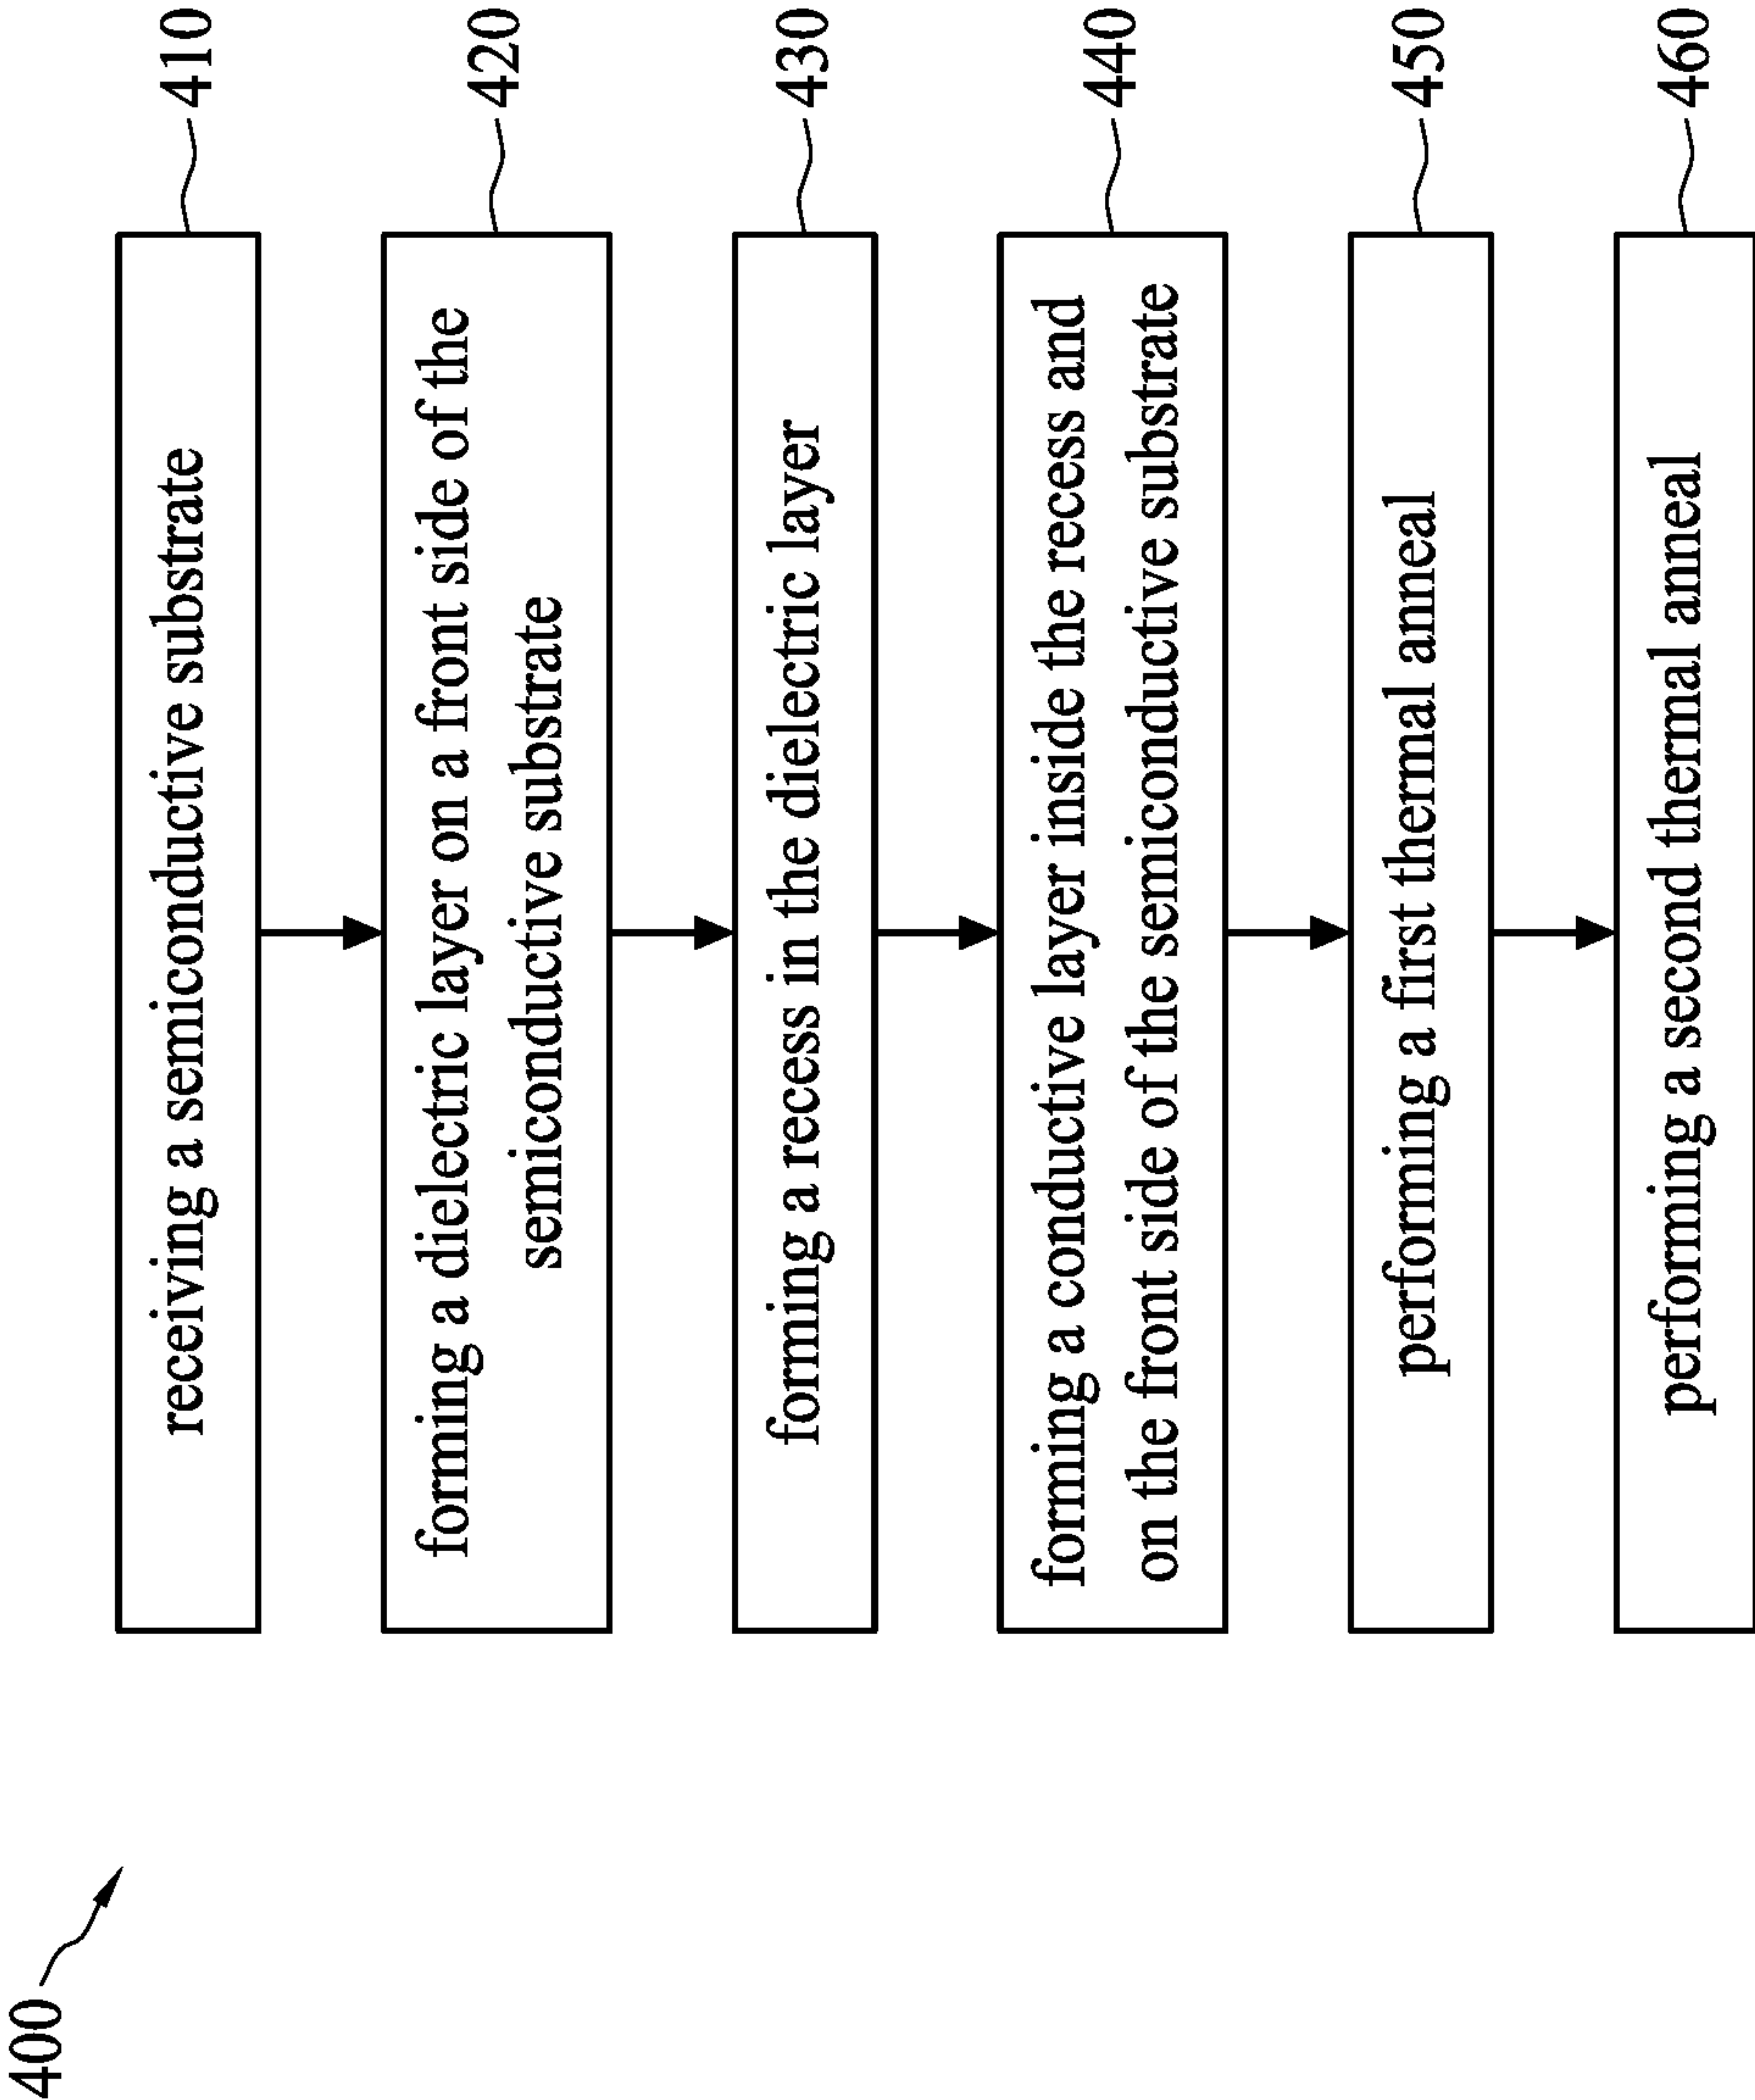 400
receiving a semiconductive substrate
410
forming a dielectric layer on a front side of the
semiconductive substrate
420
forming a recess in the dielectric layer
430
forming a conductive layer inside the recess and
on the front side of the semiconductive substrate
440
performing a first thermal anneal
450
performing a second thermal anneal
460